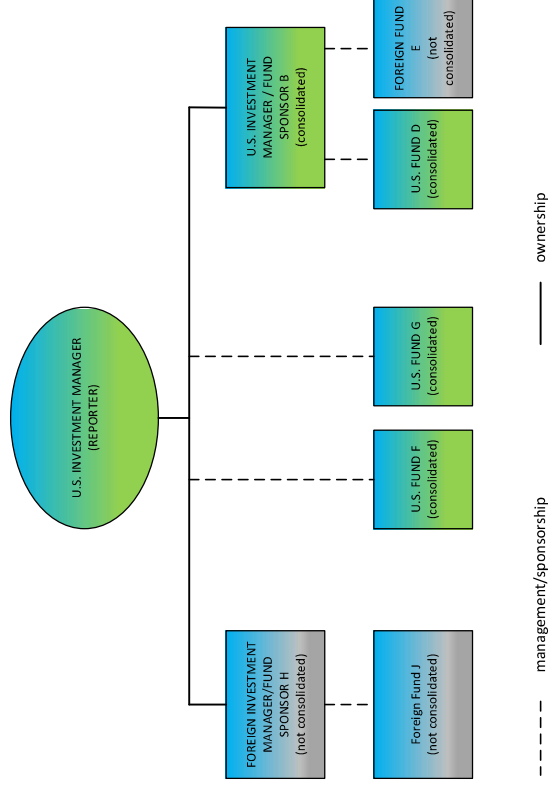 U.S. INVESTMENT MANAGER
(REPORTER)
FOREIGN INVESTMENT
MANAGER/FUND
SPONSOR H
(not consolidated)
U.S. INVESTMENT
MANAGER / FUND
SPONSOR B
(consolidated)
Foreign Fund J
(not consolidated)
U.S. FUND F
(consolidated)
U.S. FUND G
(consolidated)
U.S. FUND D
(consolidated)
FOREIGN FUND
E
(not
consolidated)
management/sponsorship
ownership